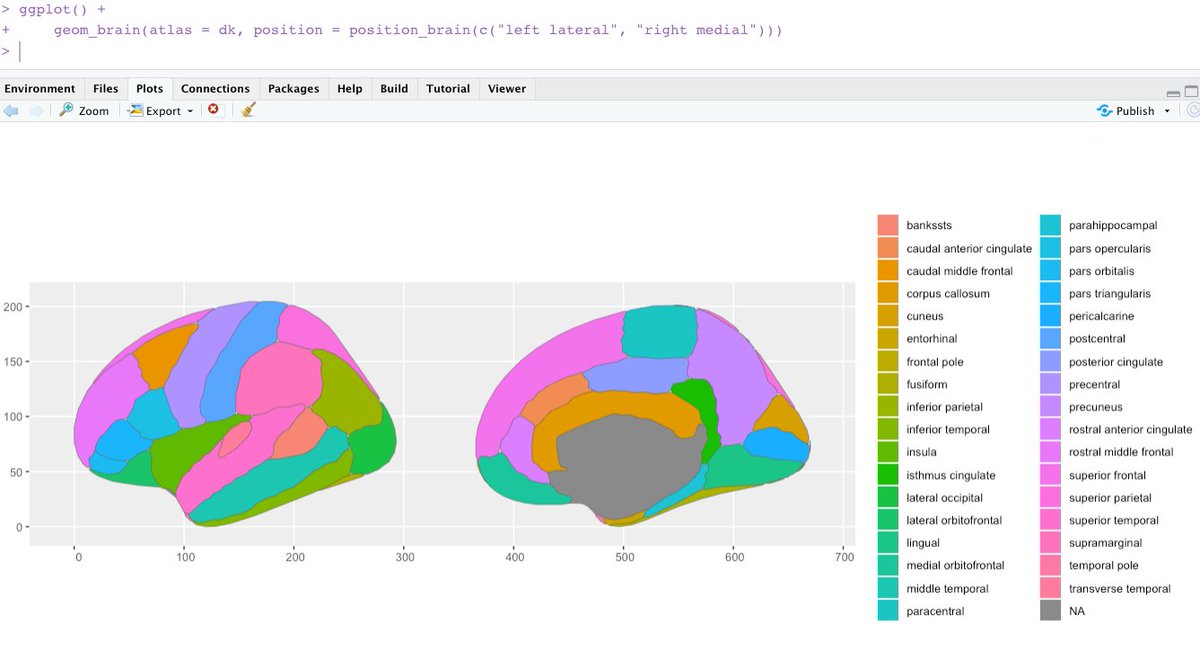 > ggplot() +
+     geom_brain(atlas = dk, position = position_brain(c("left lateral", "right medial")))
>
Environment Files Plots Connections Packages Help Build Tutorial Viewer
Zoom Export Publish
200
150
100
50
0
0 100 200 300 400 500 600 700
bankssts
caudal anterior cingulate
caudal middle frontal
corpus callosum
cuneus
entorhinal
frontal pole
fusiform
inferior parietal
inferior temporal
insula
isthmus cingulate
lateral occipital
lateral orbitofrontal
lingual
medial orbitofrontal
middle temporal
paracentral
parahippocampal
pars opercularis
pars orbitalis
pars triangularis
pericalcarine
postcentral
posterior cingulate
precentral
precuneus
rostral anterior cingulate
rostral middle frontal
superior frontal
superior parietal
superior temporal
supramarginal
temporal pole
transverse temporal
NA